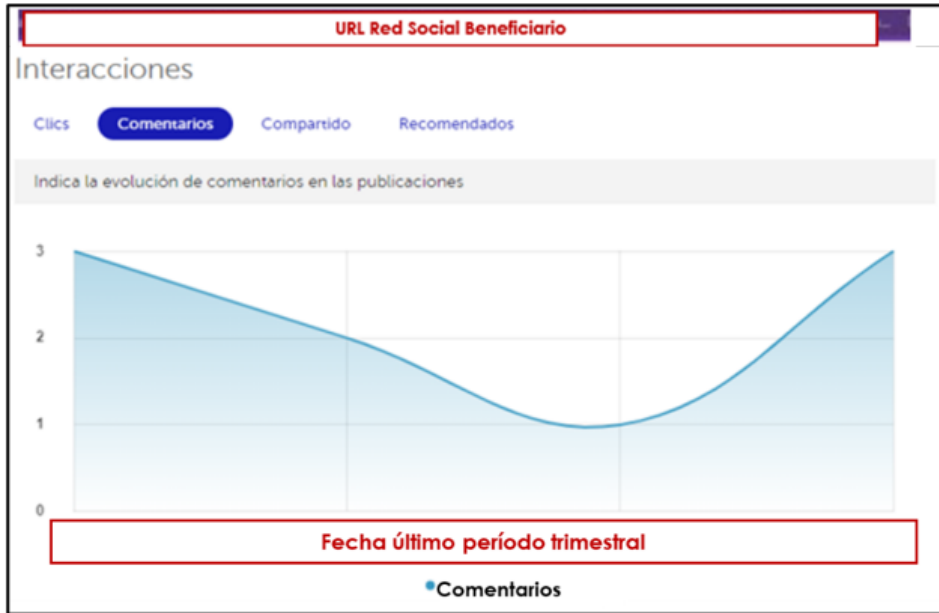 URL Red Social Beneficiario
Interacciones
Clics Comentarios Compartido Recomendados
Indica la evolución de comentarios en las publicaciones
3
2
1
0
Fecha último período trimestral
Comentarios